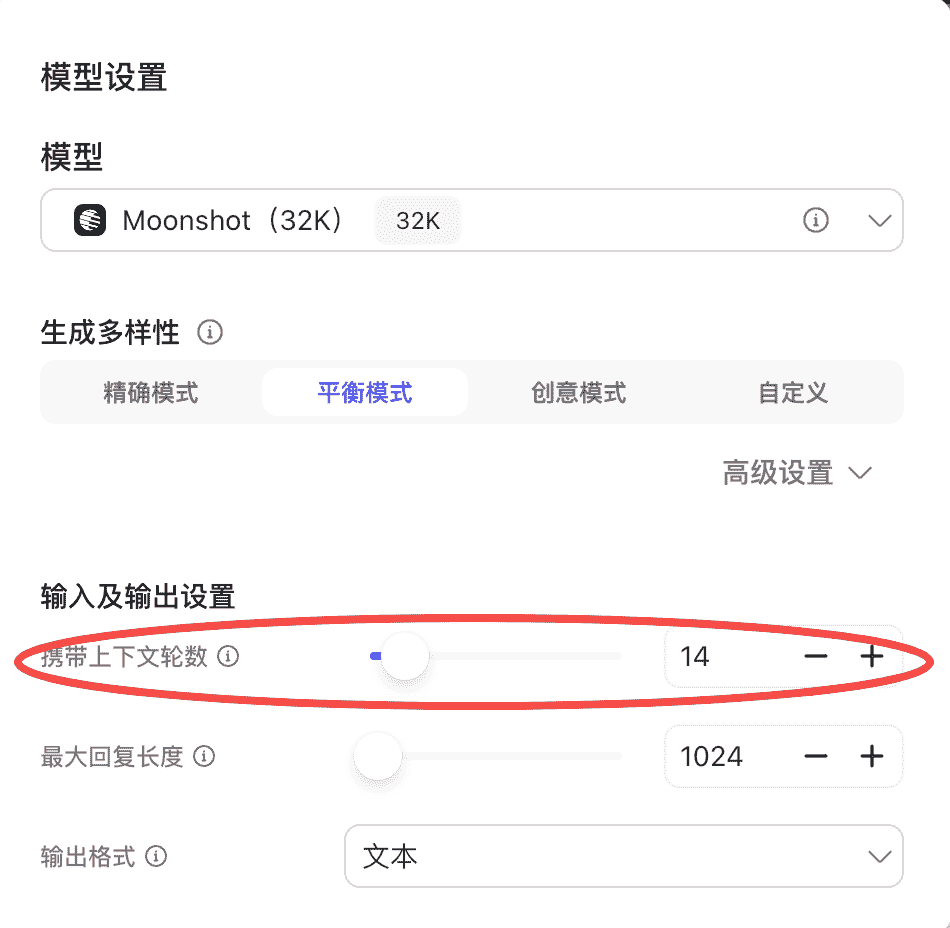 模型设置
模型
Moonshot（32K） 32K
生成多样性
精确模式 平衡模式 创意模式 自定义
高级设置
输入及输出设置
携带上下文轮数 14
最大回复长度 1024
输出格式 文本